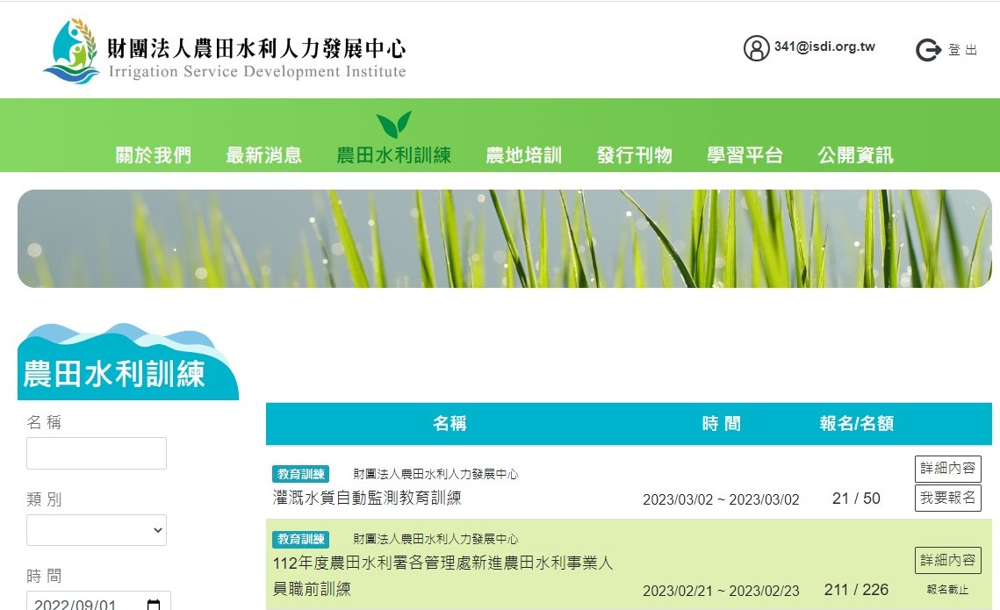 財團法人農田水利人力發展中心
Irrigation Service Development Institute
341@isdi.org.tw
登出
關於我們 最新消息 農田水利訓練 農地培訓 發行刊物 學習平台 公開資訊
農田水利訓練
名稱
類別
時間
2022/09/01
名稱 時間 報名/名額
教育訓練 財團法人農田水利人力發展中心
灌溉水質自動監測教育訓練
2023/03/02 ~ 2023/03/02 21 / 50
詳細內容
我要報名
教育訓練 財團法人農田水利人力發展中心
112年度農田水利署各管理處新進農田水利事業人
員職前訓練
2023/02/21 ~ 2023/02/23 211 / 226
詳細內容
報名截止